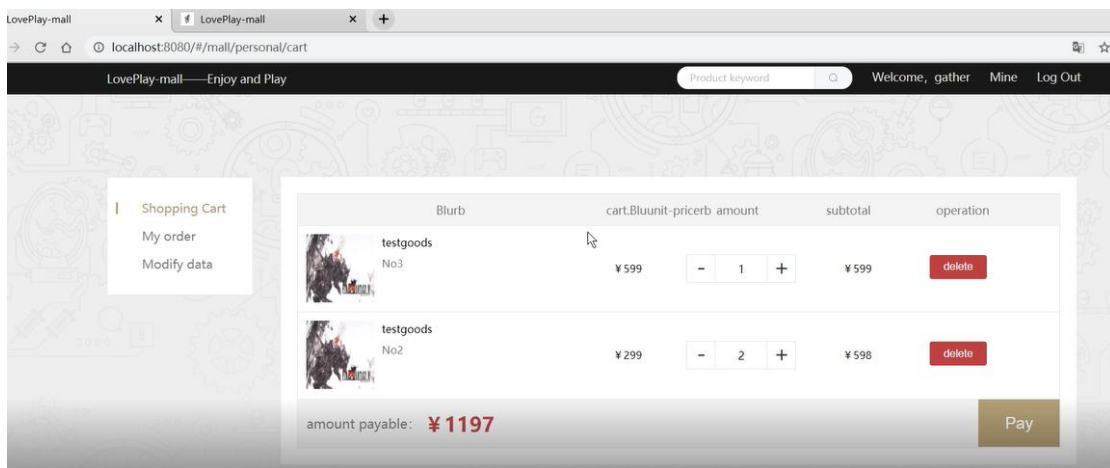 LovePlay-mall × LovePlay-mall × +
localhost:8080/#/mall/personal/cart
LovePlay-mall——Enjoy and Play Product keyword Welcome, gather Mine Log Out
Shopping Cart
My order
Modify data
Blurb cart.Bluunit-pricerb amount subtotal operation
testgoods
No3
¥ 599 - 1 + ¥ 599 delete
testgoods
No2
¥ 299 - 2 + ¥ 598 delete
amount payable: ¥ 1197 Pay